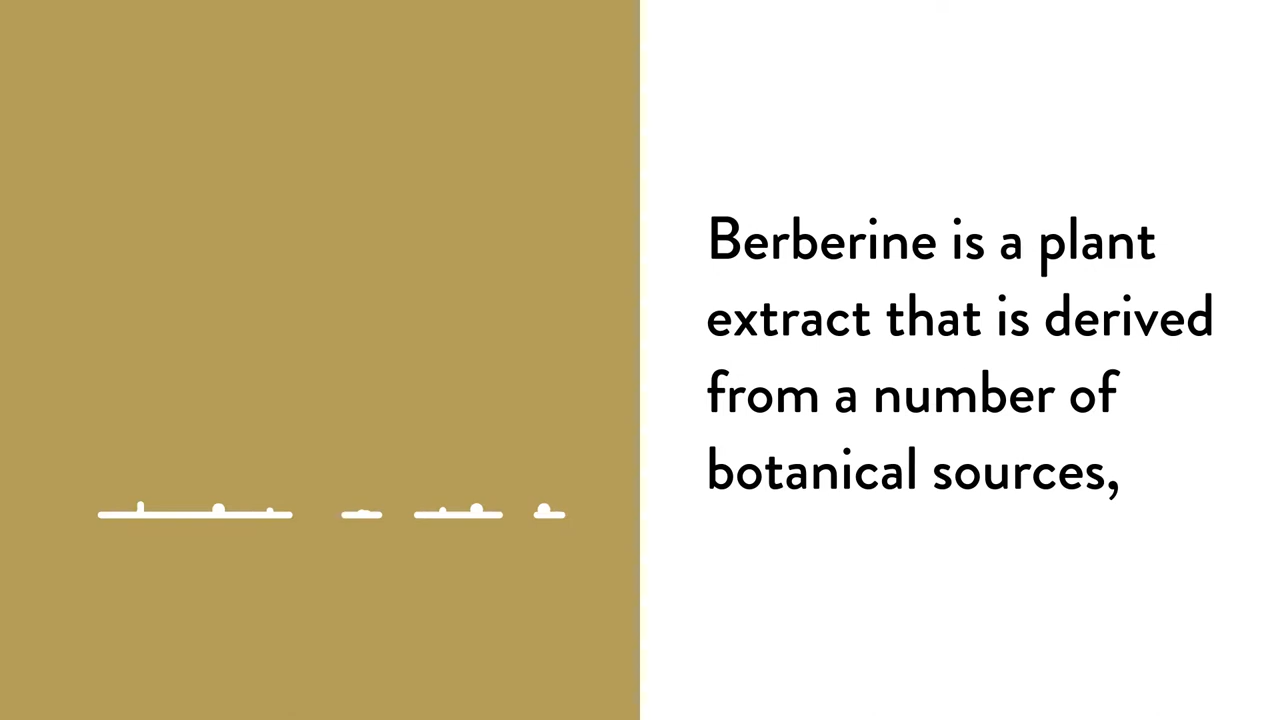 Berberine is a plant
extract that is derived
from a number of
botanical sources,